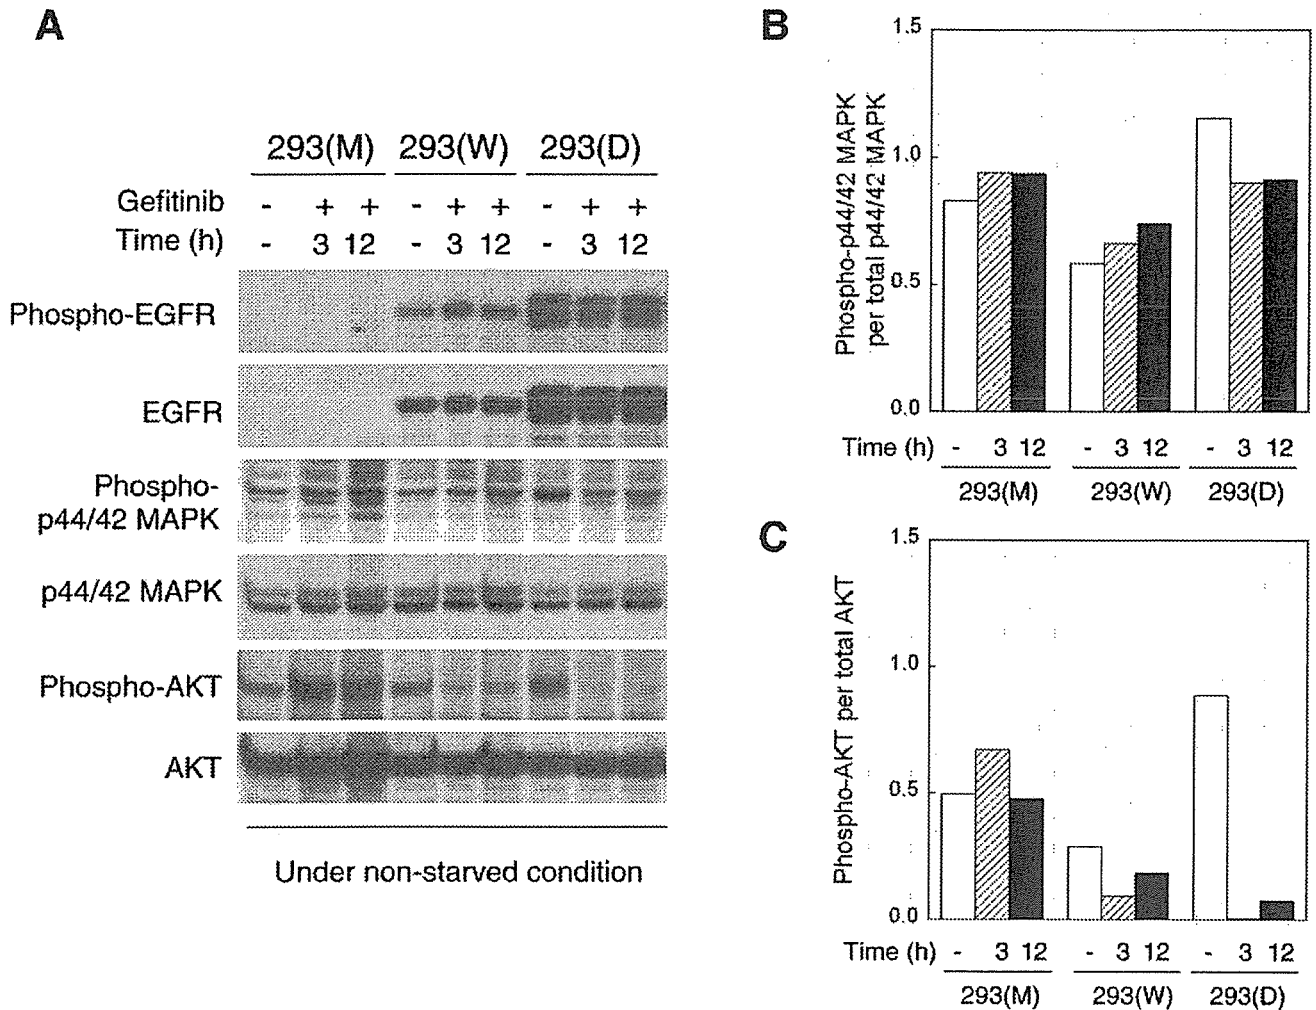 A
293(M) 293(W) 293(D)
Gefitinib - + + - + + - + +
Time (h) - 3 12 - 3 12 - 3 12
Phospho-EGFR
EGFR
Phospho-
p44/42 MAPK
p44/42 MAPK
Phospho-AKT
AKT
Under non-starved condition
B
Phospho-p44/42 MAPK
per total p44/42 MAPK
1.5
1.0
0.5
0.0
Time (h) - 3 12 - 3 12 - 3 12
293(M) 293(W) 293(D)
C
Phospho-AKT per total AKT
1.5
1.0
0.5
0.0
Time (h) - 3 12 - 3 12 - 3 12
293(M) 293(W) 293(D)